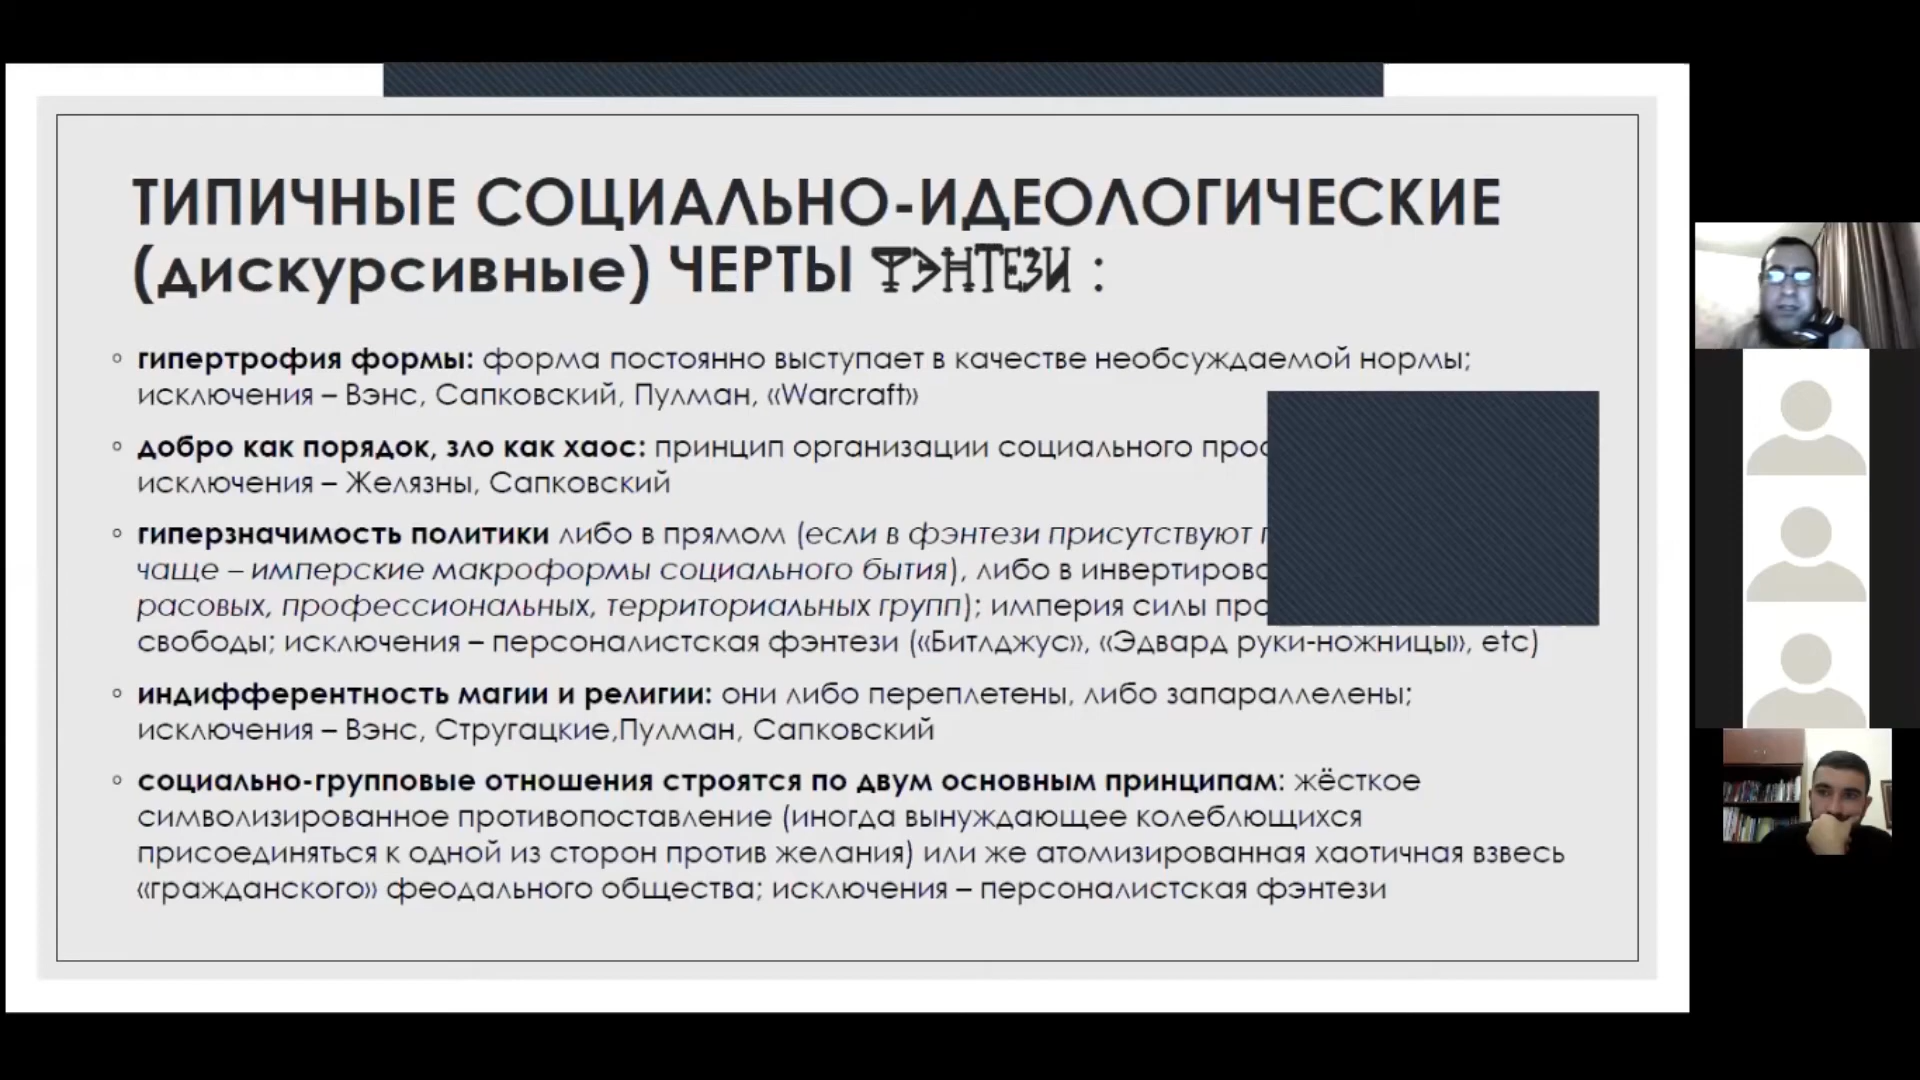 ТИПИЧНЫЕ СОЦИАЛЬНО-ИДЕОЛОГИЧЕСКИЕ
(дискурсивные) ЧЕРТЫ ФЭНТЕЗИ :
◦ гипертрофия формы: форма постоянно выступает в качестве необсуждаемой нормы;
исключения – Вэнс, Сапковский, Пулман, «Warcraft»
◦ добро как порядок, зло как хаос: принцип организации социального
исключения – Желязны, Сапковский
◦ гиперзначимость политики либо в прямом (если в фэнтези присутствуют
чаще – имперские макроформы социального бытия), либо в
расовых, профессиональных, территориальных групп); империя силы
свободы; исключения – персоналистская фэнтези («Битлджус», «Эдвард руки-ножницы», etc)
◦ индифферентность магии и религии: они либо переплетены, либо запараллелены;
исключения – Вэнс, Стругацкие,Пулман, Сапковский
◦ социально-групповые отношения строятся по двум основным принципам: жёсткое
символизированное противопоставление (иногда вынуждающее колеблющихся
присоединяться к одной из сторон против желания) или же атомизированная хаотичная взвесь
«гражданского» феодального общества; исключения – персоналистская фэнтези